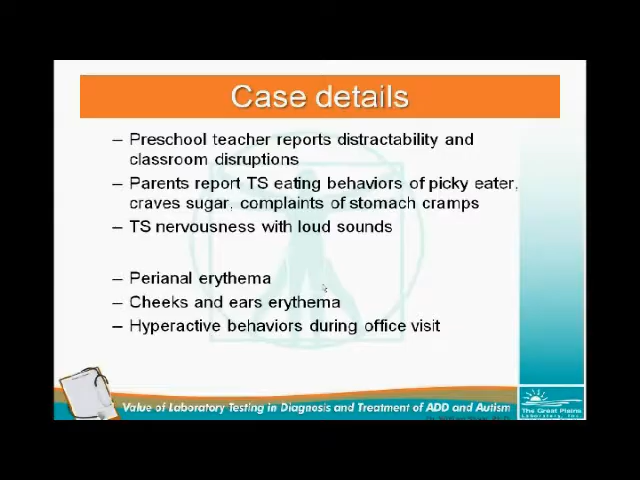 Case details
– Preschool teacher reports distractability and
classroom disruptions
– Parents report TS eating behaviors of picky eater,
craves sugar, complaints of stomach cramps
– TS nervousness with loud sounds
– Perianal erythema
– Cheeks and ears erythema
– Hyperactive behaviors during office visit
Value of Laboratory Testing in Diagnosis and Treatment of ADD and Autism
The Great Plains
Laboratory, Inc.